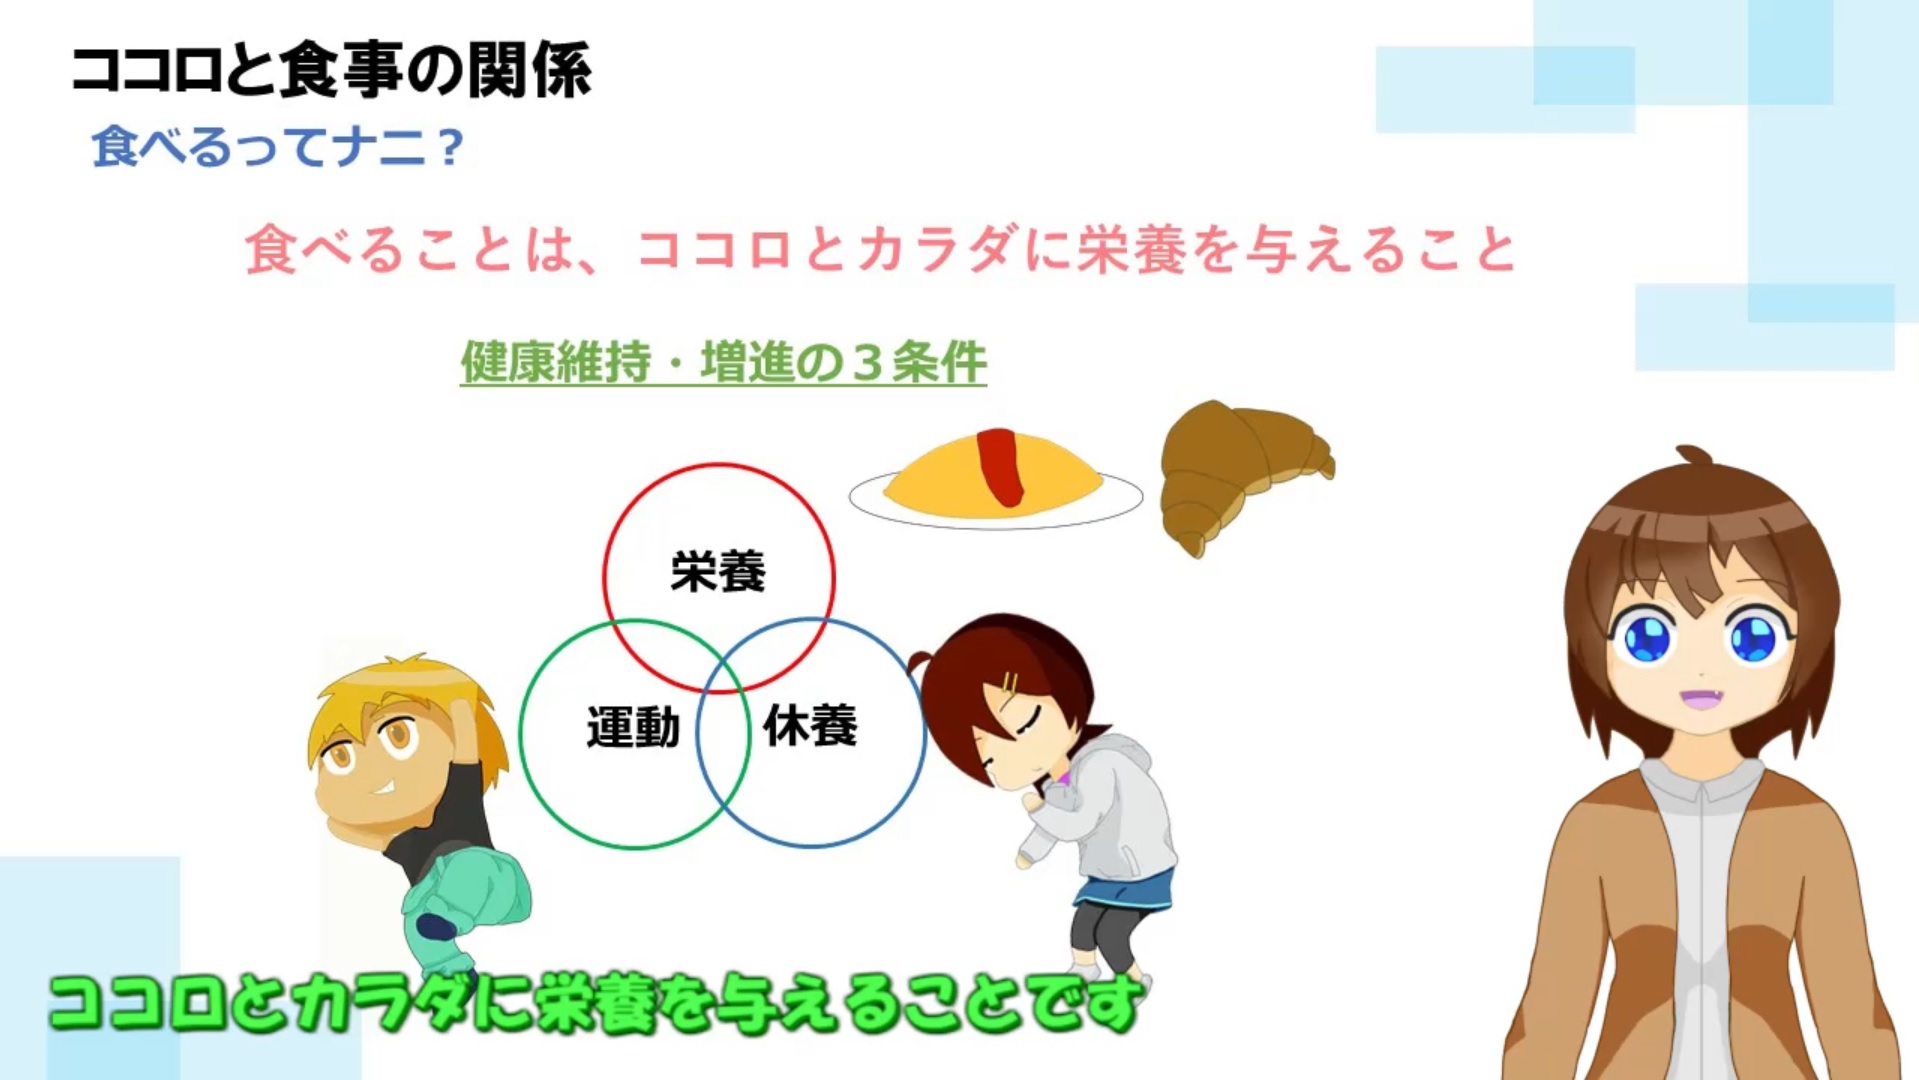 ココロと食事の関係
食べるってナニ？
食べることは、ココロとカラダに栄養を与えること
健康維持・増進の３条件
栄養
運動
休養
ココロとカラダに栄養を与えることです